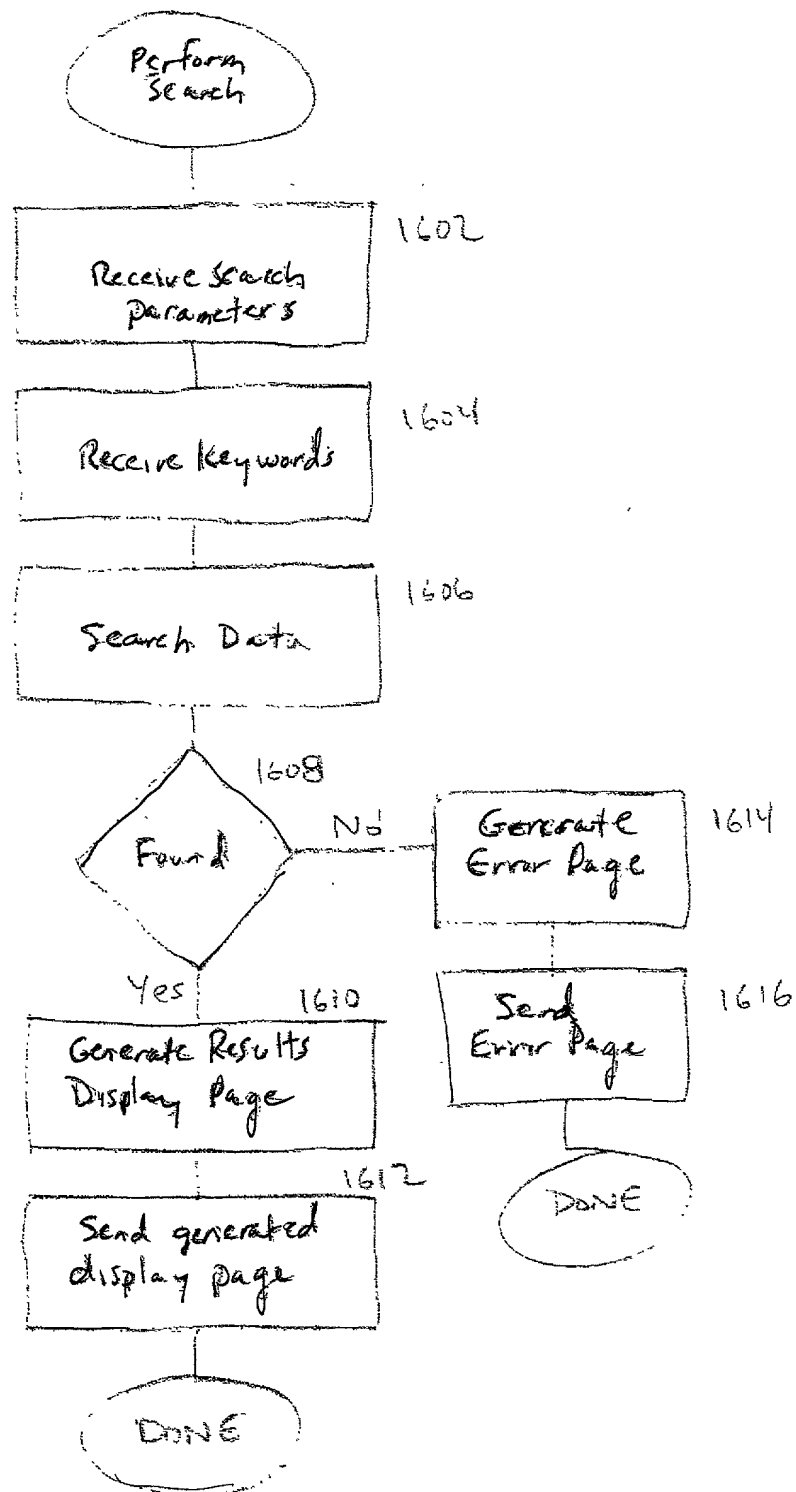 Perform
Search
1602
Receive Search
parameters
1604
Receive Keywords
1606
Search Data
1608
Found
No
Generate
Error Page
1614
Yes
1610
Generate Results
Display Page
Send
Error Page
1616
1612
Send generated
display page
DONE
DONE